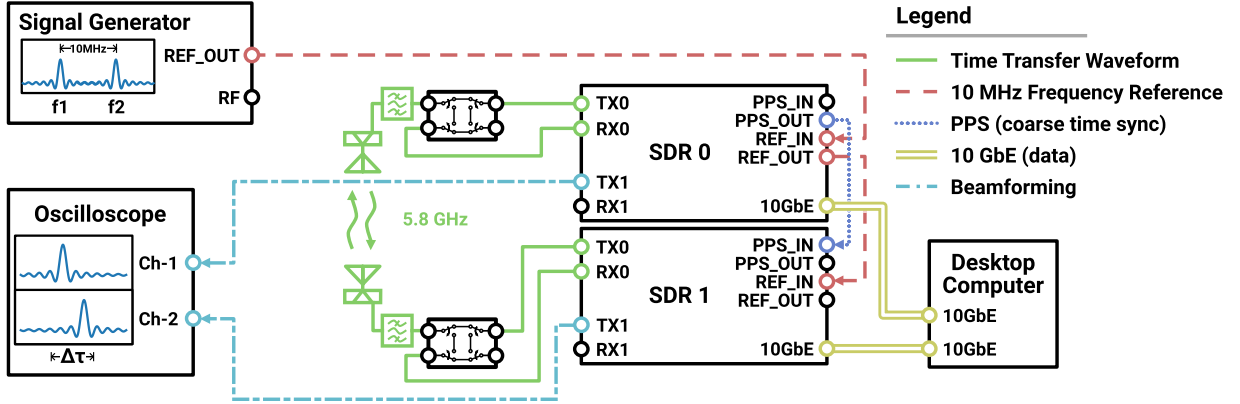 Signal Generator
10MHz
f1
f2
REF_OUT
RF
Oscilloscope
Ch-1
Ch-2
Δτ
5.8 GHz
SDR 0
TX0
RX0
TX1
RX1
PPS_IN
PPS_OUT
REF_IN
REF_OUT
10GbE
SDR 1
TX0
RX0
TX1
RX1
PPS_IN
PPS_OUT
REF_IN
REF_OUT
10GbE
Desktop
Computer
10GbE
10GbE
Legend
Time Transfer Waveform
10 MHz Frequency Reference
PPS (coarse time sync)
10 GbE (data)
Beamforming